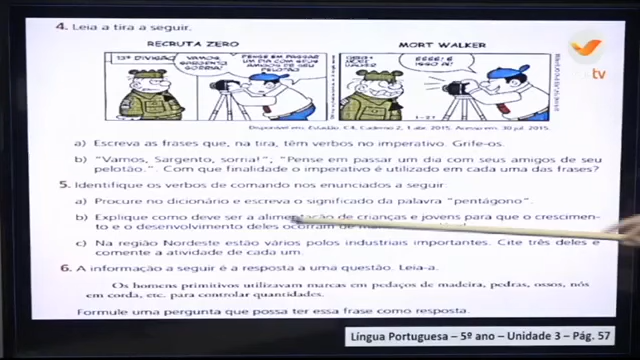 4. Leia a tira a seguir.
RECRUTA ZERO MORT WALKER
13ª DIVISÃO
VAMOS, SARGENTO, SORRIA!
PENSE EM PASSAR UM DIA COM SEUS AMIGOS DE SEU PELOTÃO
ESSE! É ISSO AÍ!
tv
Disponível em: Estadão, C4, Caderno 2, 1 abr. 2015. Acesso em: 30 jul. 2015.
a) Escreva as frases que, na tira, têm verbos no imperativo. Grife-os.
b) "Vamos, Sargento, sorria!"; "Pense em passar um dia com seus amigos de seu
pelotão.". Com que finalidade o imperativo é utilizado em cada uma das frases?
5. Identifique os verbos de comando nos enunciados a seguir.
a) Procure no dicionário e escreva o significado da palavra "pentágono".
b) Explique como deve ser a alimentação de crianças e jovens para que o crescimen-
to e o desenvolvimento deles ocorram de
c) Na região Nordeste estão vários polos industriais importantes. Cite três deles e
comente a atividade de cada um.
6. A informação a seguir é a resposta a uma questão. Leia-a.
Os homens primitivos utilizavam marcas em pedaços de madeira, pedras, ossos, nós
em corda, etc. para controlar quantidades.
Formule uma pergunta que possa ter essa frase como resposta.
Língua Portuguesa – 5º ano – Unidade 3 – Pág. 57